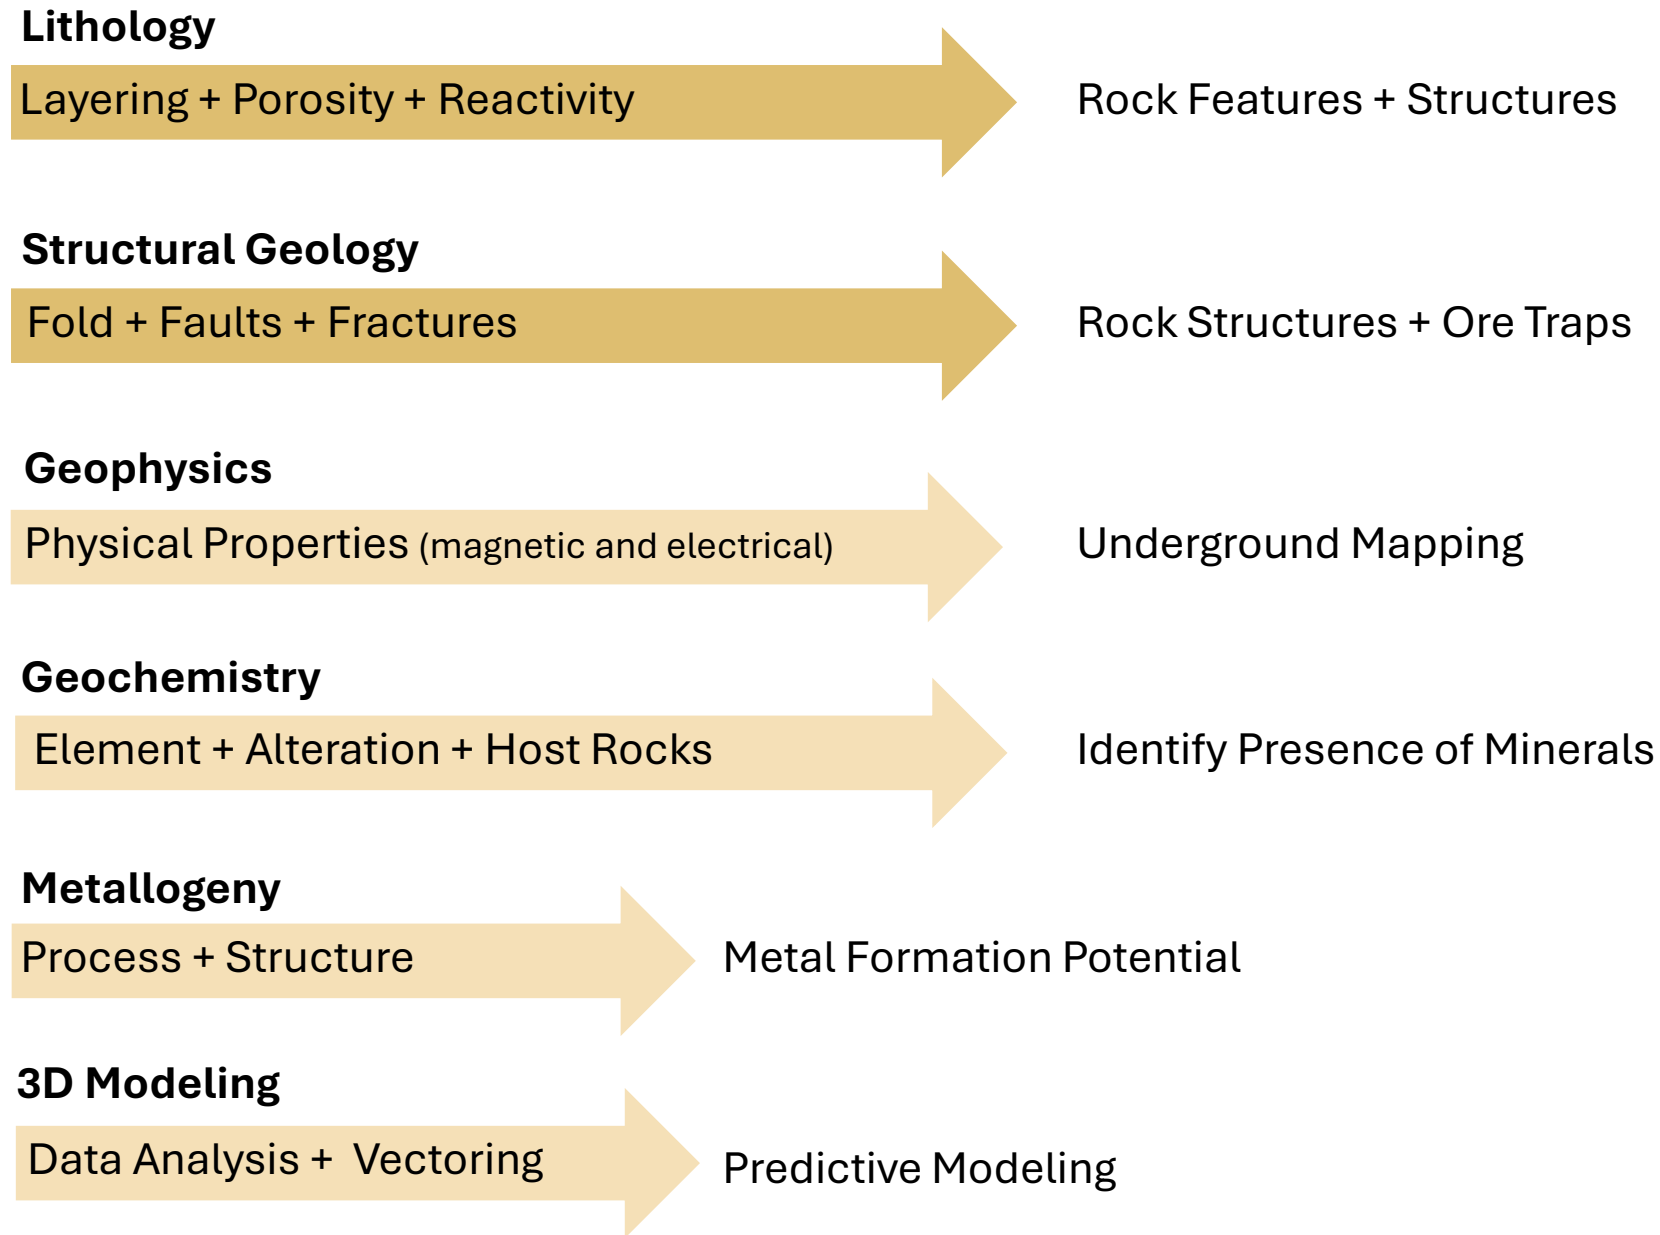 Lithology
Layering + Porosity + Reactivity
Rock Features + Structures
Structural Geology
Fold + Faults + Fractures
Rock Structures + Ore Traps
Geophysics
Physical Properties (magnetic and electrical)
Underground Mapping
Geochemistry
Element + Alteration + Host Rocks
Identify Presence of Minerals
Metallogeny
Process + Structure
Metal Formation Potential
3D Modeling
Data Analysis + Vectoring
Predictive Modeling